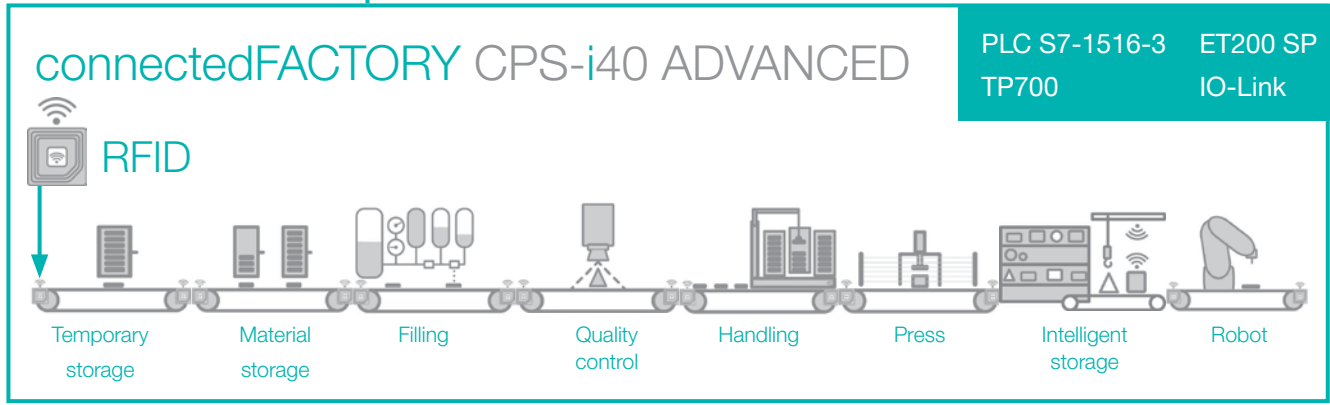 connectedFACTORY CPS-i40 ADVANCED
PLC S7-1516-3 ET200 SP
TP700 IO-Link
RFID
Temporary storage
Material storage
Filling
Quality control
Handling
Press
Intelligent storage
Robot